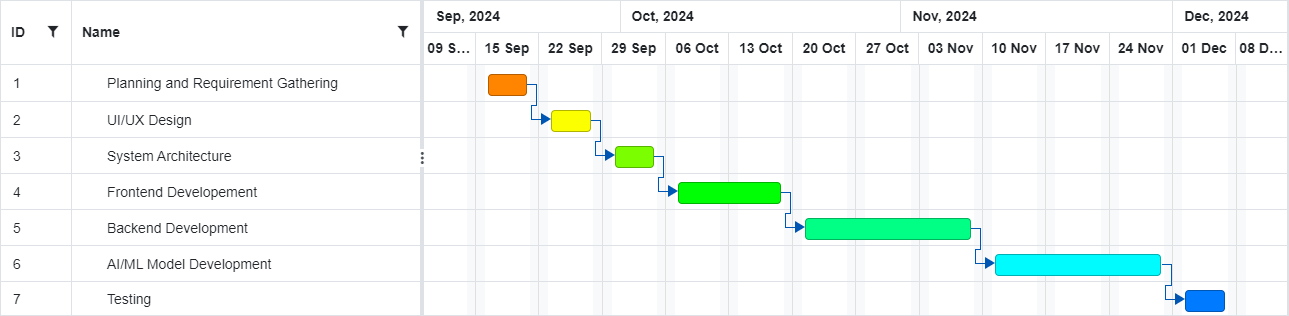 Sep, 2024 Oct, 2024 Nov, 2024 Dec, 2024
ID Name
09 S... 15 Sep 22 Sep 29 Sep 06 Oct 13 Oct 20 Oct 27 Oct 03 Nov 10 Nov 17 Nov 24 Nov 01 Dec 08 D...
1 Planning and Requirement Gathering
2 UI/UX Design
3 System Architecture
4 Frontend Developement
5 Backend Development
6 AI/ML Model Development
7 Testing